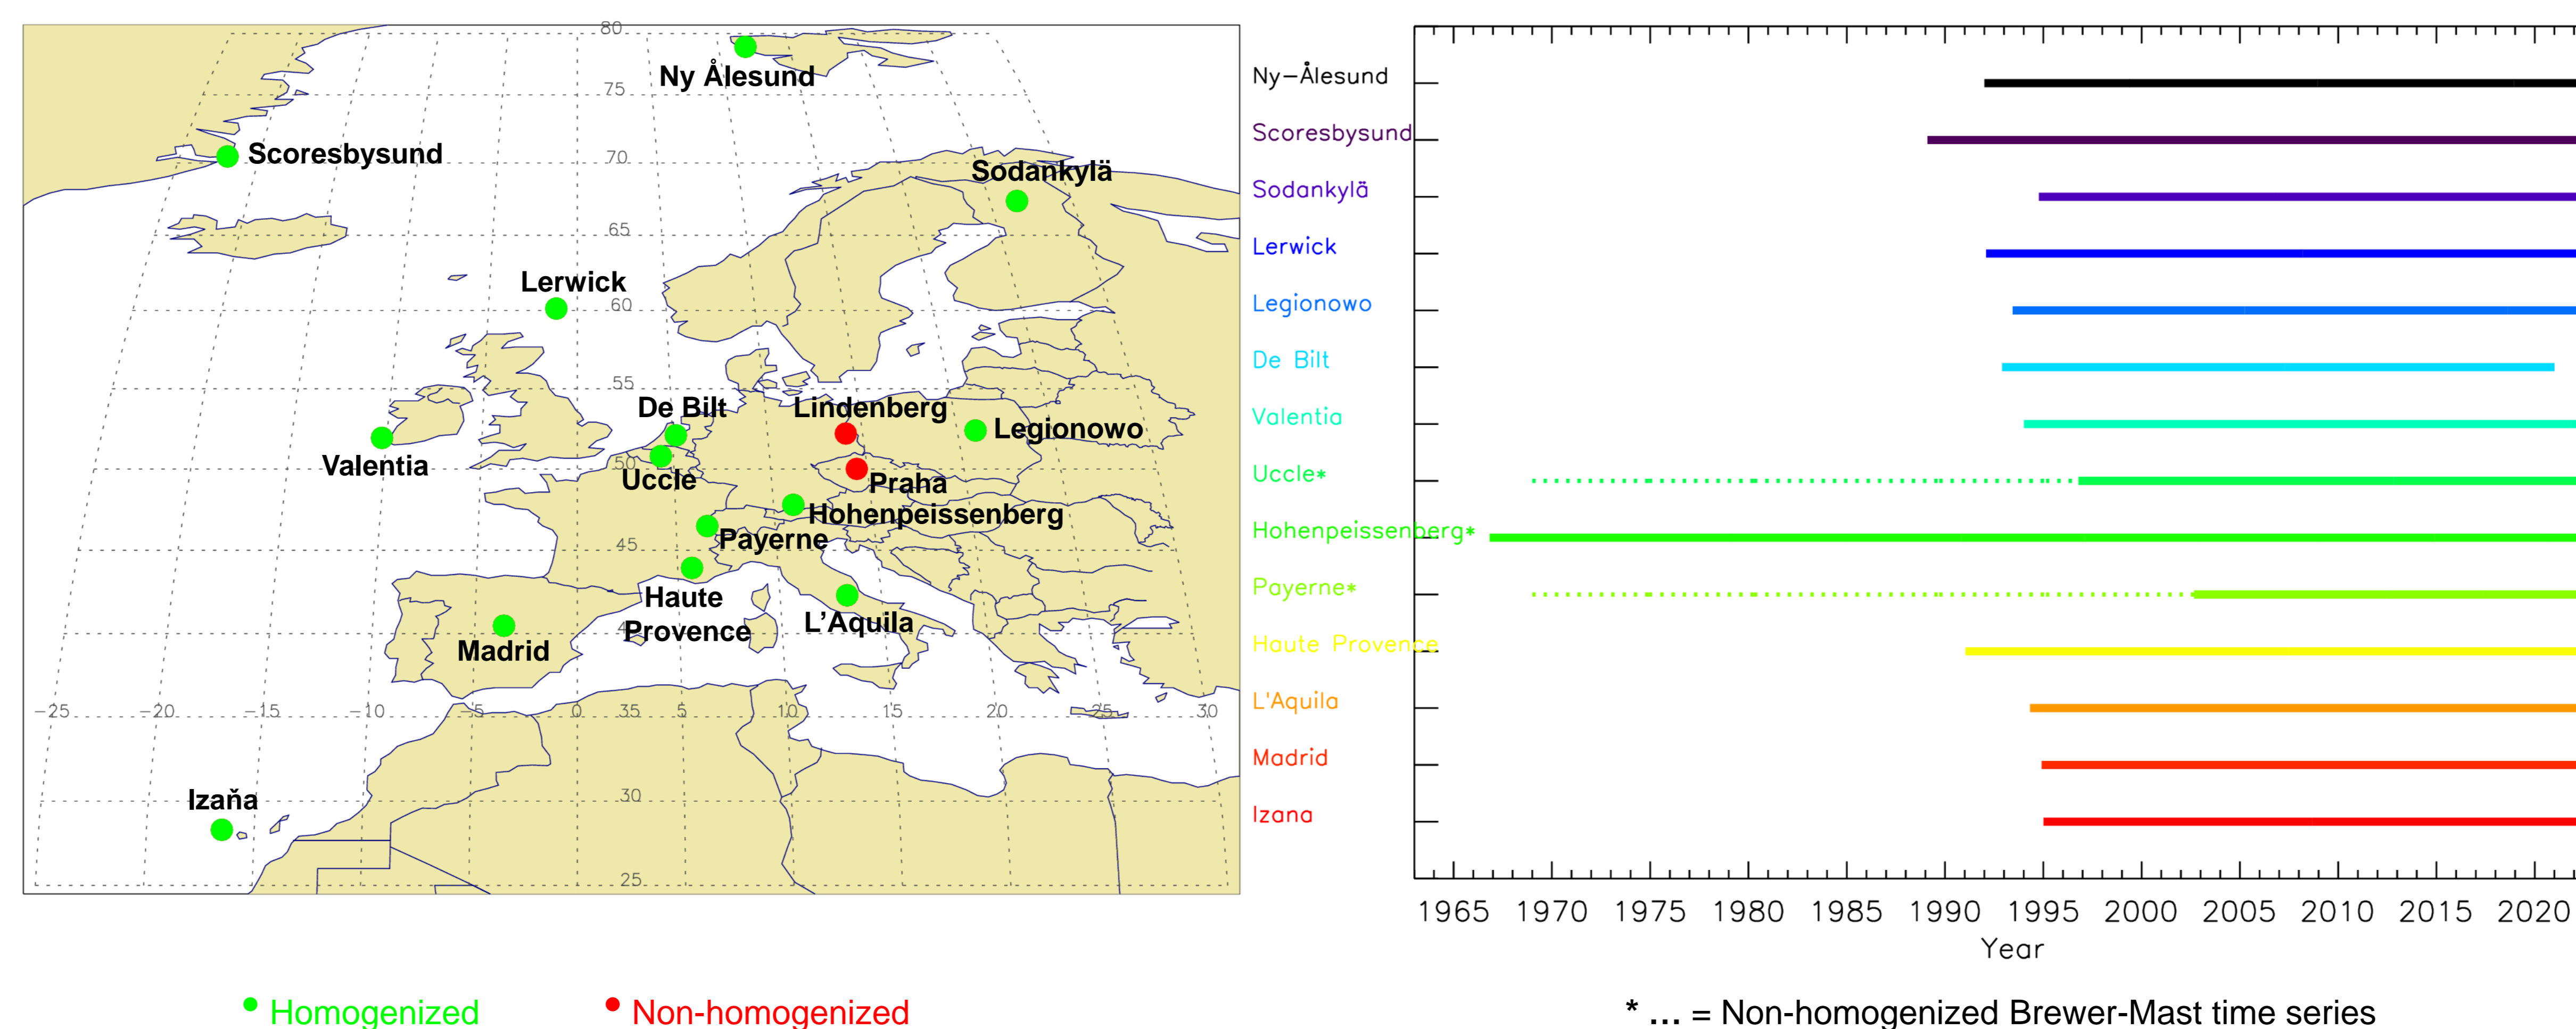 80
Ny Ålesund
75
Scoresbysund
70
Sodankylä
65
Lerwick
60
55
De Bilt
Lindenberg
Legionowo
Valentia
50
Uccle
Praha
Hohenpeissenberg
Payerne
45
Haute
Provence
L’Aquila
Madrid
-25 -20 -15 -10 -5 0 35 5 10 15 20 25 30
Izaňa
30
25
Homogenized
Non-homogenized
Ny-Ålesund
Scoresbysund
Sodankylä
Lerwick
Legionowo
De Bilt
Valentia
Uccle*
Hohenpeissenberg*
Payerne*
Haute Provence
L'Aquila
Madrid
Izana
1965 1970 1975 1980 1985 1990 1995 2000 2005 2010 2015 2020
Year
* ... = Non-homogenized Brewer-Mast time series